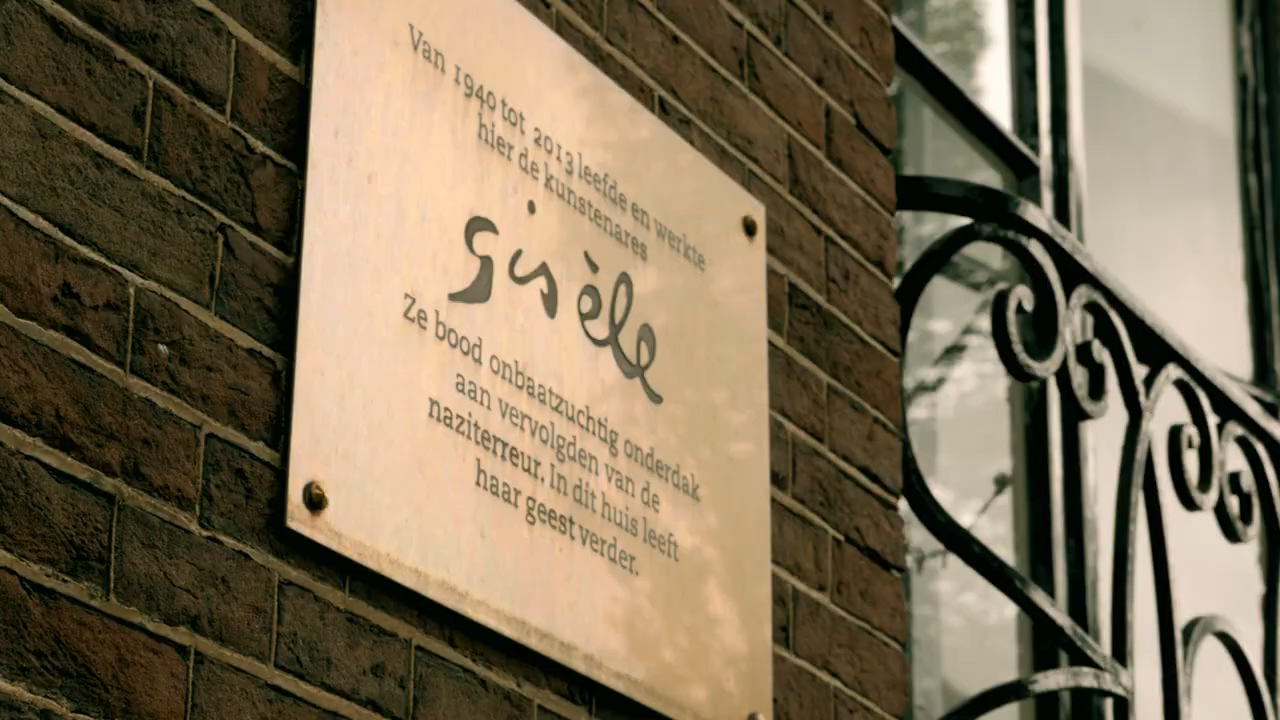 Van 1940 tot 2013 leefde en werkte
hier de kunstenares
gisèle
Ze bood onbaatzuchtig onderdak
aan vervolgden van de
naziterreur. In dit huis leeft
haar geest verder.